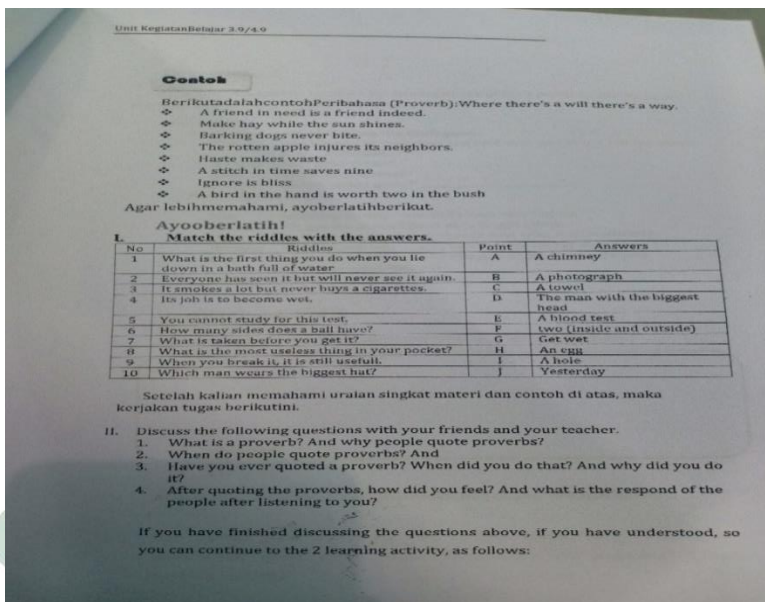 Unit KegiatanBelajar 3.9/4.9
Contoh
BerikutadalahcontohPeribahasa (Proverb):Where there's a will there's a way.
❖ A friend in need is a friend indeed.
❖ Make hay while the sun shines.
❖ Barking dogs never bite.
❖ The rotten apple injures its neighbors.
❖ Haste makes waste
❖ A stitch in time saves nine
❖ Ignore is bliss
❖ A bird in the hand is worth two in the bush
Agar lebihmemahami, ayoberlatihberikut.
Ayooberlatih!
I. Match the riddles with the answers.
No Riddles Point Answers
1 What is the first thing you do when you lie A A chimney
down in a bath full of water
2 Everyone has seen it but will never see it again. B A photograph
3 It smokes a lot but never buys a cigarettes. C A towel
4 Its job is to become wet. D The man with the biggest
head
5 You cannot study for this test. E A blood test
6 How many sides does a ball have? F two (inside and outside)
7 What is taken before you get it? G Get wet
8 What is the most useless thing in your pocket? H An egg
9 When you break it, it is still usefull. I A hole
10 Which man wears the biggest hat? J Yesterday
Setelah kalian memahami uraian singkat materi dan contoh di atas, maka
kerjakan tugas berikutini.
II. Discuss the following questions with your friends and your teacher.
1. What is a proverb? And why people quote proverbs?
2. When do people quote proverbs? And
3. Have you ever quoted a proverb? When did you do that? And why did you do
it?
4. After quoting the proverbs, how did you feel? And what is the respond of the
people after listening to you?
If you have finished discussing the questions above, if you have understood, so
you can continue to the 2 learning activity, as follows: